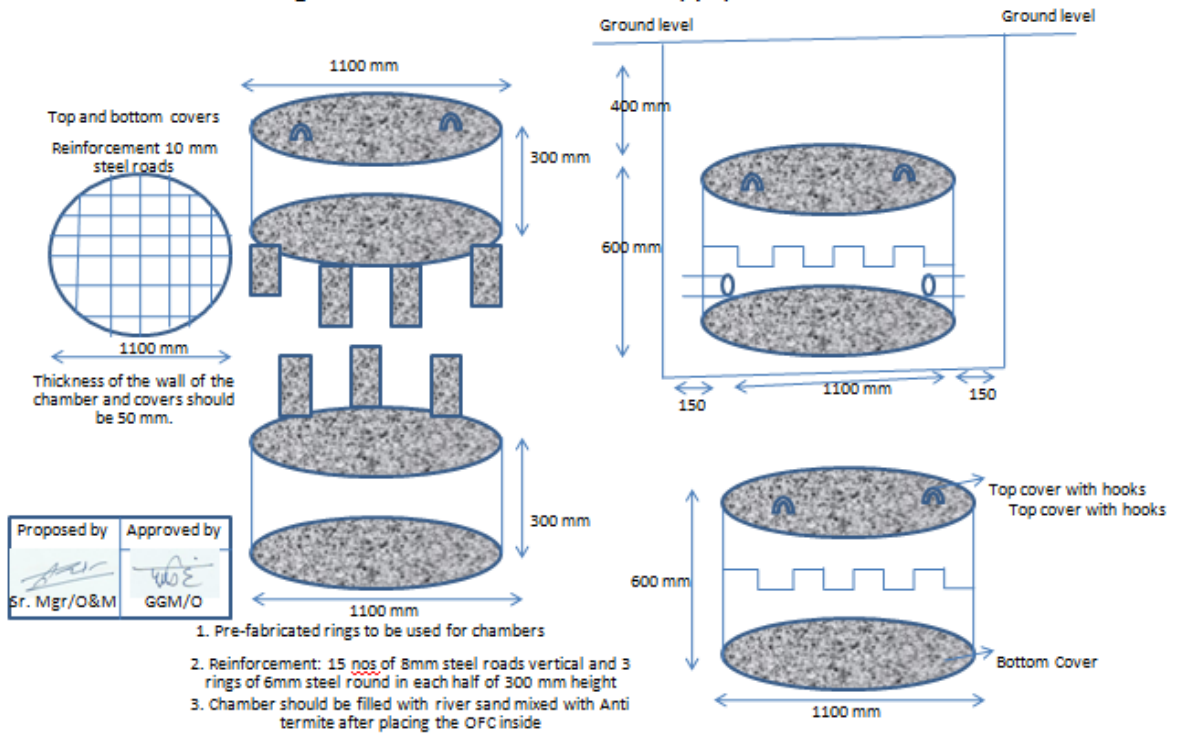 Ground level
Ground level
1100 mm
400 mm
Top and bottom covers
Reinforcement 10 mm
steel roads
300 mm
600 mm
1100 mm
1100 mm
150
150
Thickness of the wall of the
chamber and covers should
be 50 mm.
Top cover with hooks
Top cover with hooks
Proposed by
Approved by
300 mm
600 mm
Sr. Mgr/O&M
GGM/O
1100 mm
1. Pre-fabricated rings to be used for chambers
2. Reinforcement: 15 nos of 8mm steel roads vertical and 3
rings of 6mm steel round in each half of 300 mm height
Bottom Cover
3. Chamber should be filled with river sand mixed with Anti
termite after placing the OFC inside
1100 mm